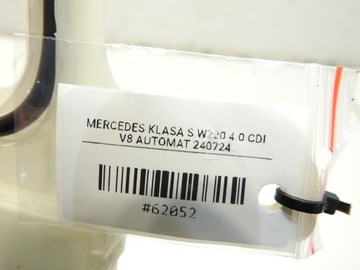 MERCEDES KLASA S W220 4.0 CDI
V8 AUTOMAT 240724
#62052